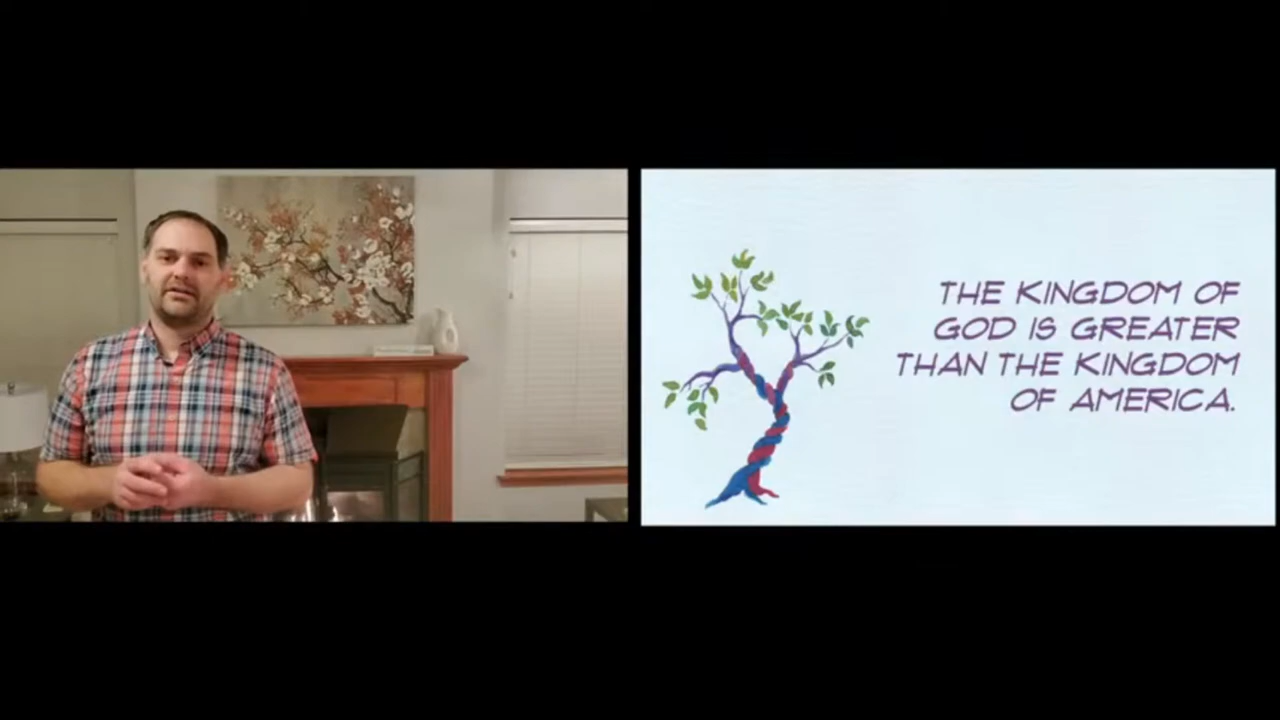 THE KINGDOM OF
GOD IS GREATER
THAN THE KINGDOM
OF AMERICA.